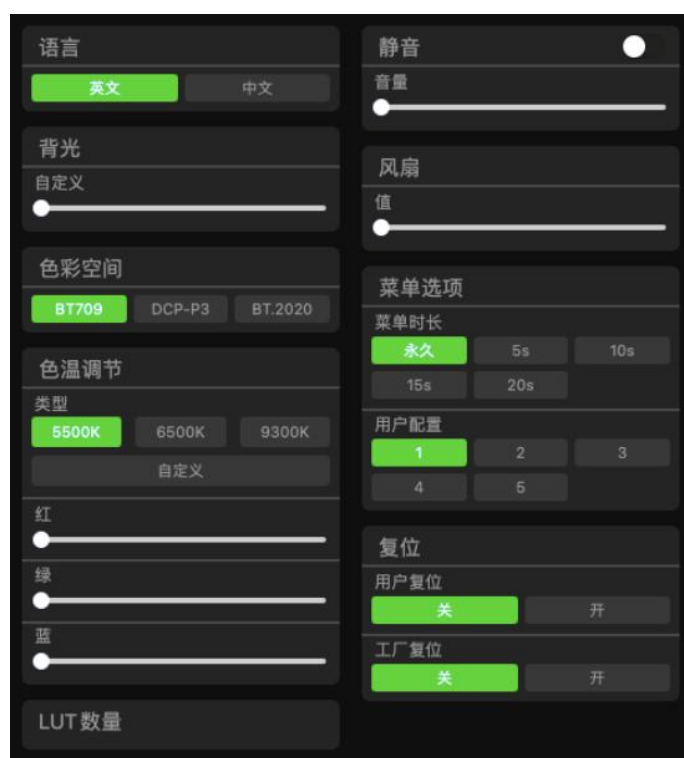 语言
英文 中文
背光
自定义
色彩空间
BT709 DCP-P3 BT.2020
色温调节
类型
5500K 6500K 9300K
自定义
红
绿
蓝
LUT数量
静音
音量
风扇
值
菜单选项
菜单时长
永久 5s 10s
15s 20s
用户配置
1 2 3
4 5
复位
用户复位
关 开
工厂复位
关 开